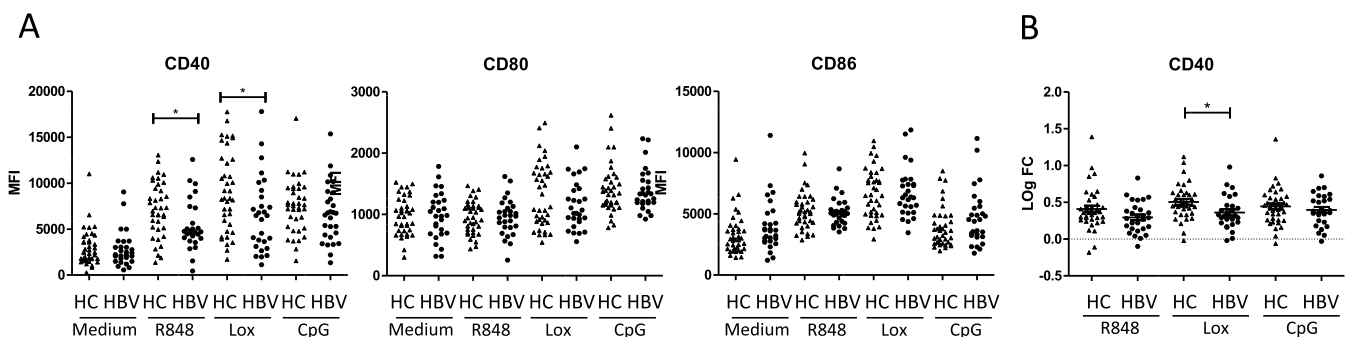 A
B
CD40
CD80
CD86
CD40
MFI
20000
15000
10000
5000
0
*
*
HC HBV HC HBV HC HBV HC HBV
Medium R848 Lox CpG
MFI
3000
2000
1000
0
HC HBV HC HBV HC HBV HC HBV
Medium R848 Lox CpG
MFI
15000
10000
5000
0
HC HBV HC HBV HC HBV HC HBV
Medium R848 Lox CpG
LOg FC
2.0
1.5
1.0
0.5
0.0
-0.5
*
HC HBV HC HBV HC HBV
R848 Lox CpG